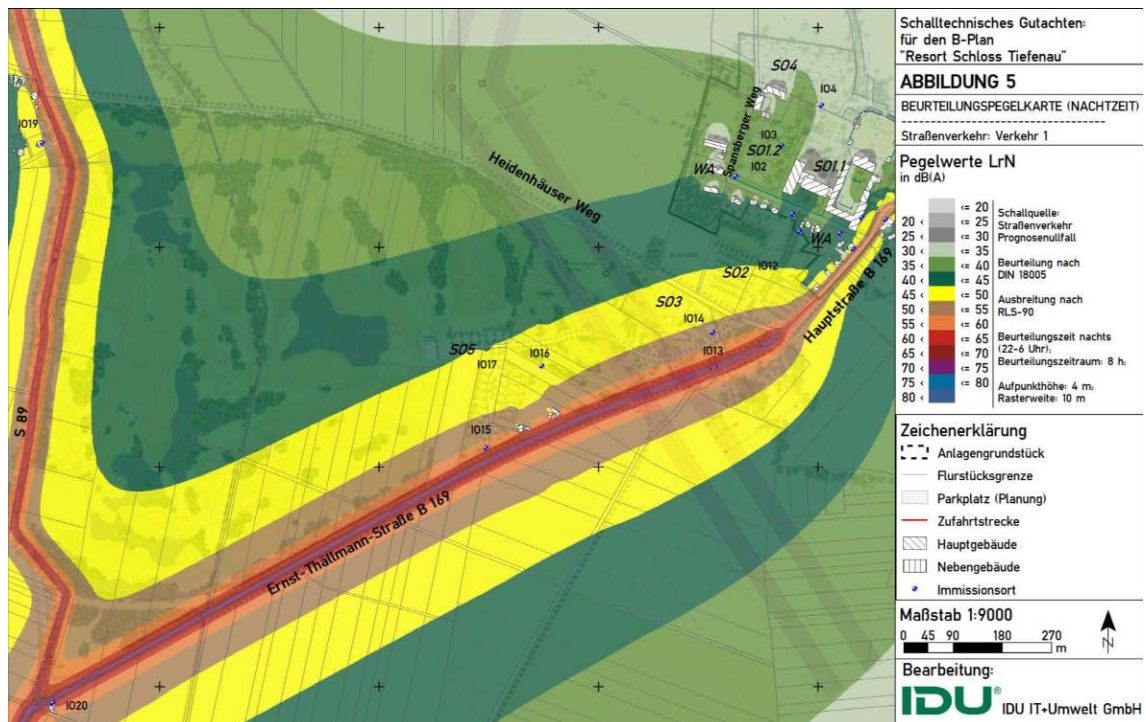 Schalltechnisches Gutachten:
für den B-Plan
"Resort Schloss Tiefenau"
ABBILDUNG 5
BEURTEILUNGSPEGELKARTE (NACHTZEIT)
Straßenverkehr: Verkehr 1
Pegelwerte LrN
in dB(A)
<= 20
20 < <= 25
25 < <= 30
30 < <= 35
35 < <= 40
40 < <= 45
45 < <= 50
50 < <= 55
55 < <= 60
60 < <= 65
65 < <= 70
70 < <= 75
75 < <= 80
80 <
Schallquelle:
Straßenverkehr
Prognosenullfall
Beurteilung nach
DIN 18005
Ausbreitung nach
RLS-90
Beurteilungszeit nachts
(22-6 Uhr);
Beurteilungszeitraum: 8 h;
Aufpunkthöhe: 4 m;
Rasterweite: 10 m
Zeichenerklärung
Anlagengrundstück
Flurstücksgrenze
Parkplatz (Planung)
Zufahrtstrecke
Hauptgebäude
Nebengebäude
Immissionsort
Maßstab 1:9000
0 45 90 180 270
m
N
Bearbeitung:
IDU® IDU IT+Umwelt GmbH
SO4
IO4
Spansberger Weg
IO3
SO1.2
IO2
SO1.1
WA
WA
IO19
Heidenhäuser Weg
IO12
SO2
Hauptstraße B 169
SO3
IO14
IO13
SO5
IO16
IO17
S 89
IO15
Ernst-Thällmann-Straße B 169
IO20